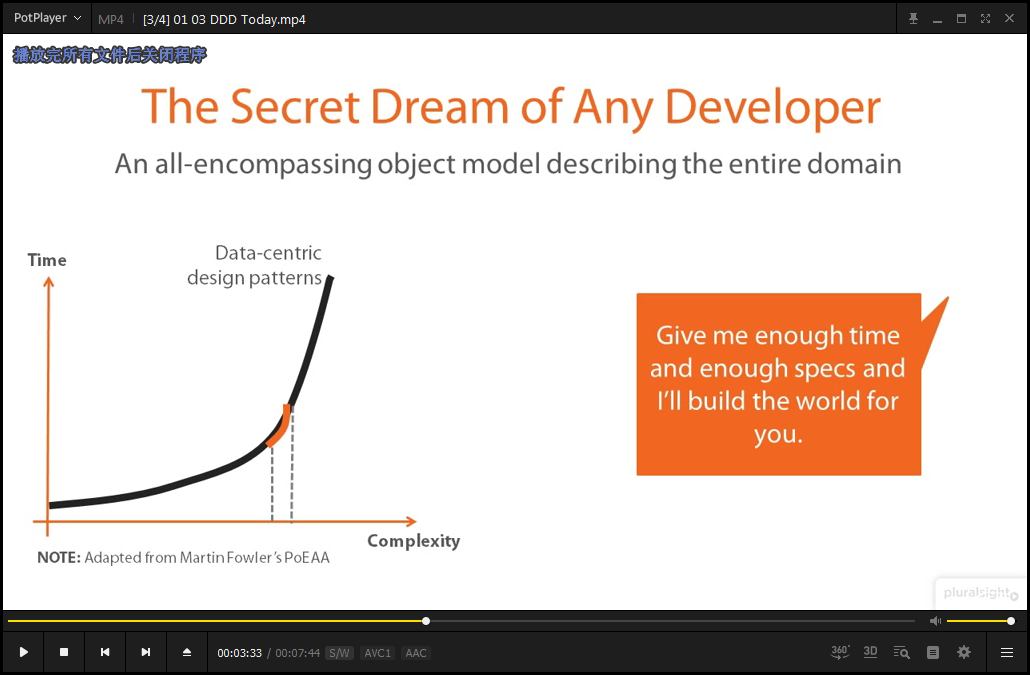 PotPlayer
MP4
[3/4] 01 03 DDD Today.mp4
播放完所有文件后关闭程序
The Secret Dream of Any Developer
An all-encompassing object model describing the entire domain
Time
Data-centric
design patterns
Give me enough time
and enough specs and
I'll build the world for
you.
Complexity
NOTE: Adapted from Martin Fowler's PoEAA
pluralsight
00:03:33 / 00:07:44 S/W AVC1 AAC
360° 3D